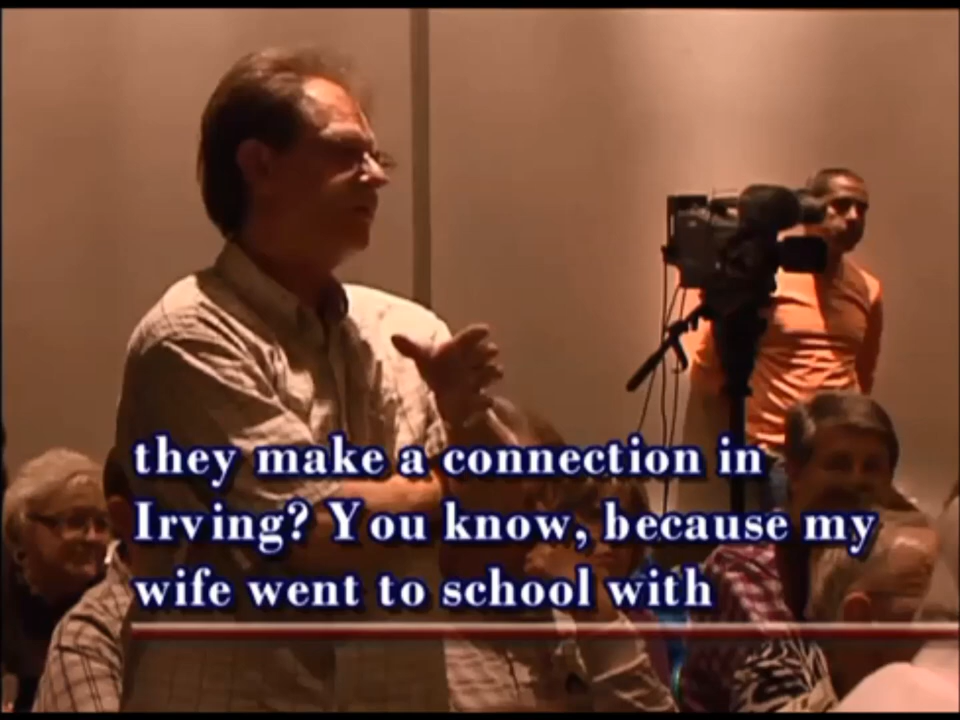 they make a connection in
Irving? You know, because my
wife went to school with